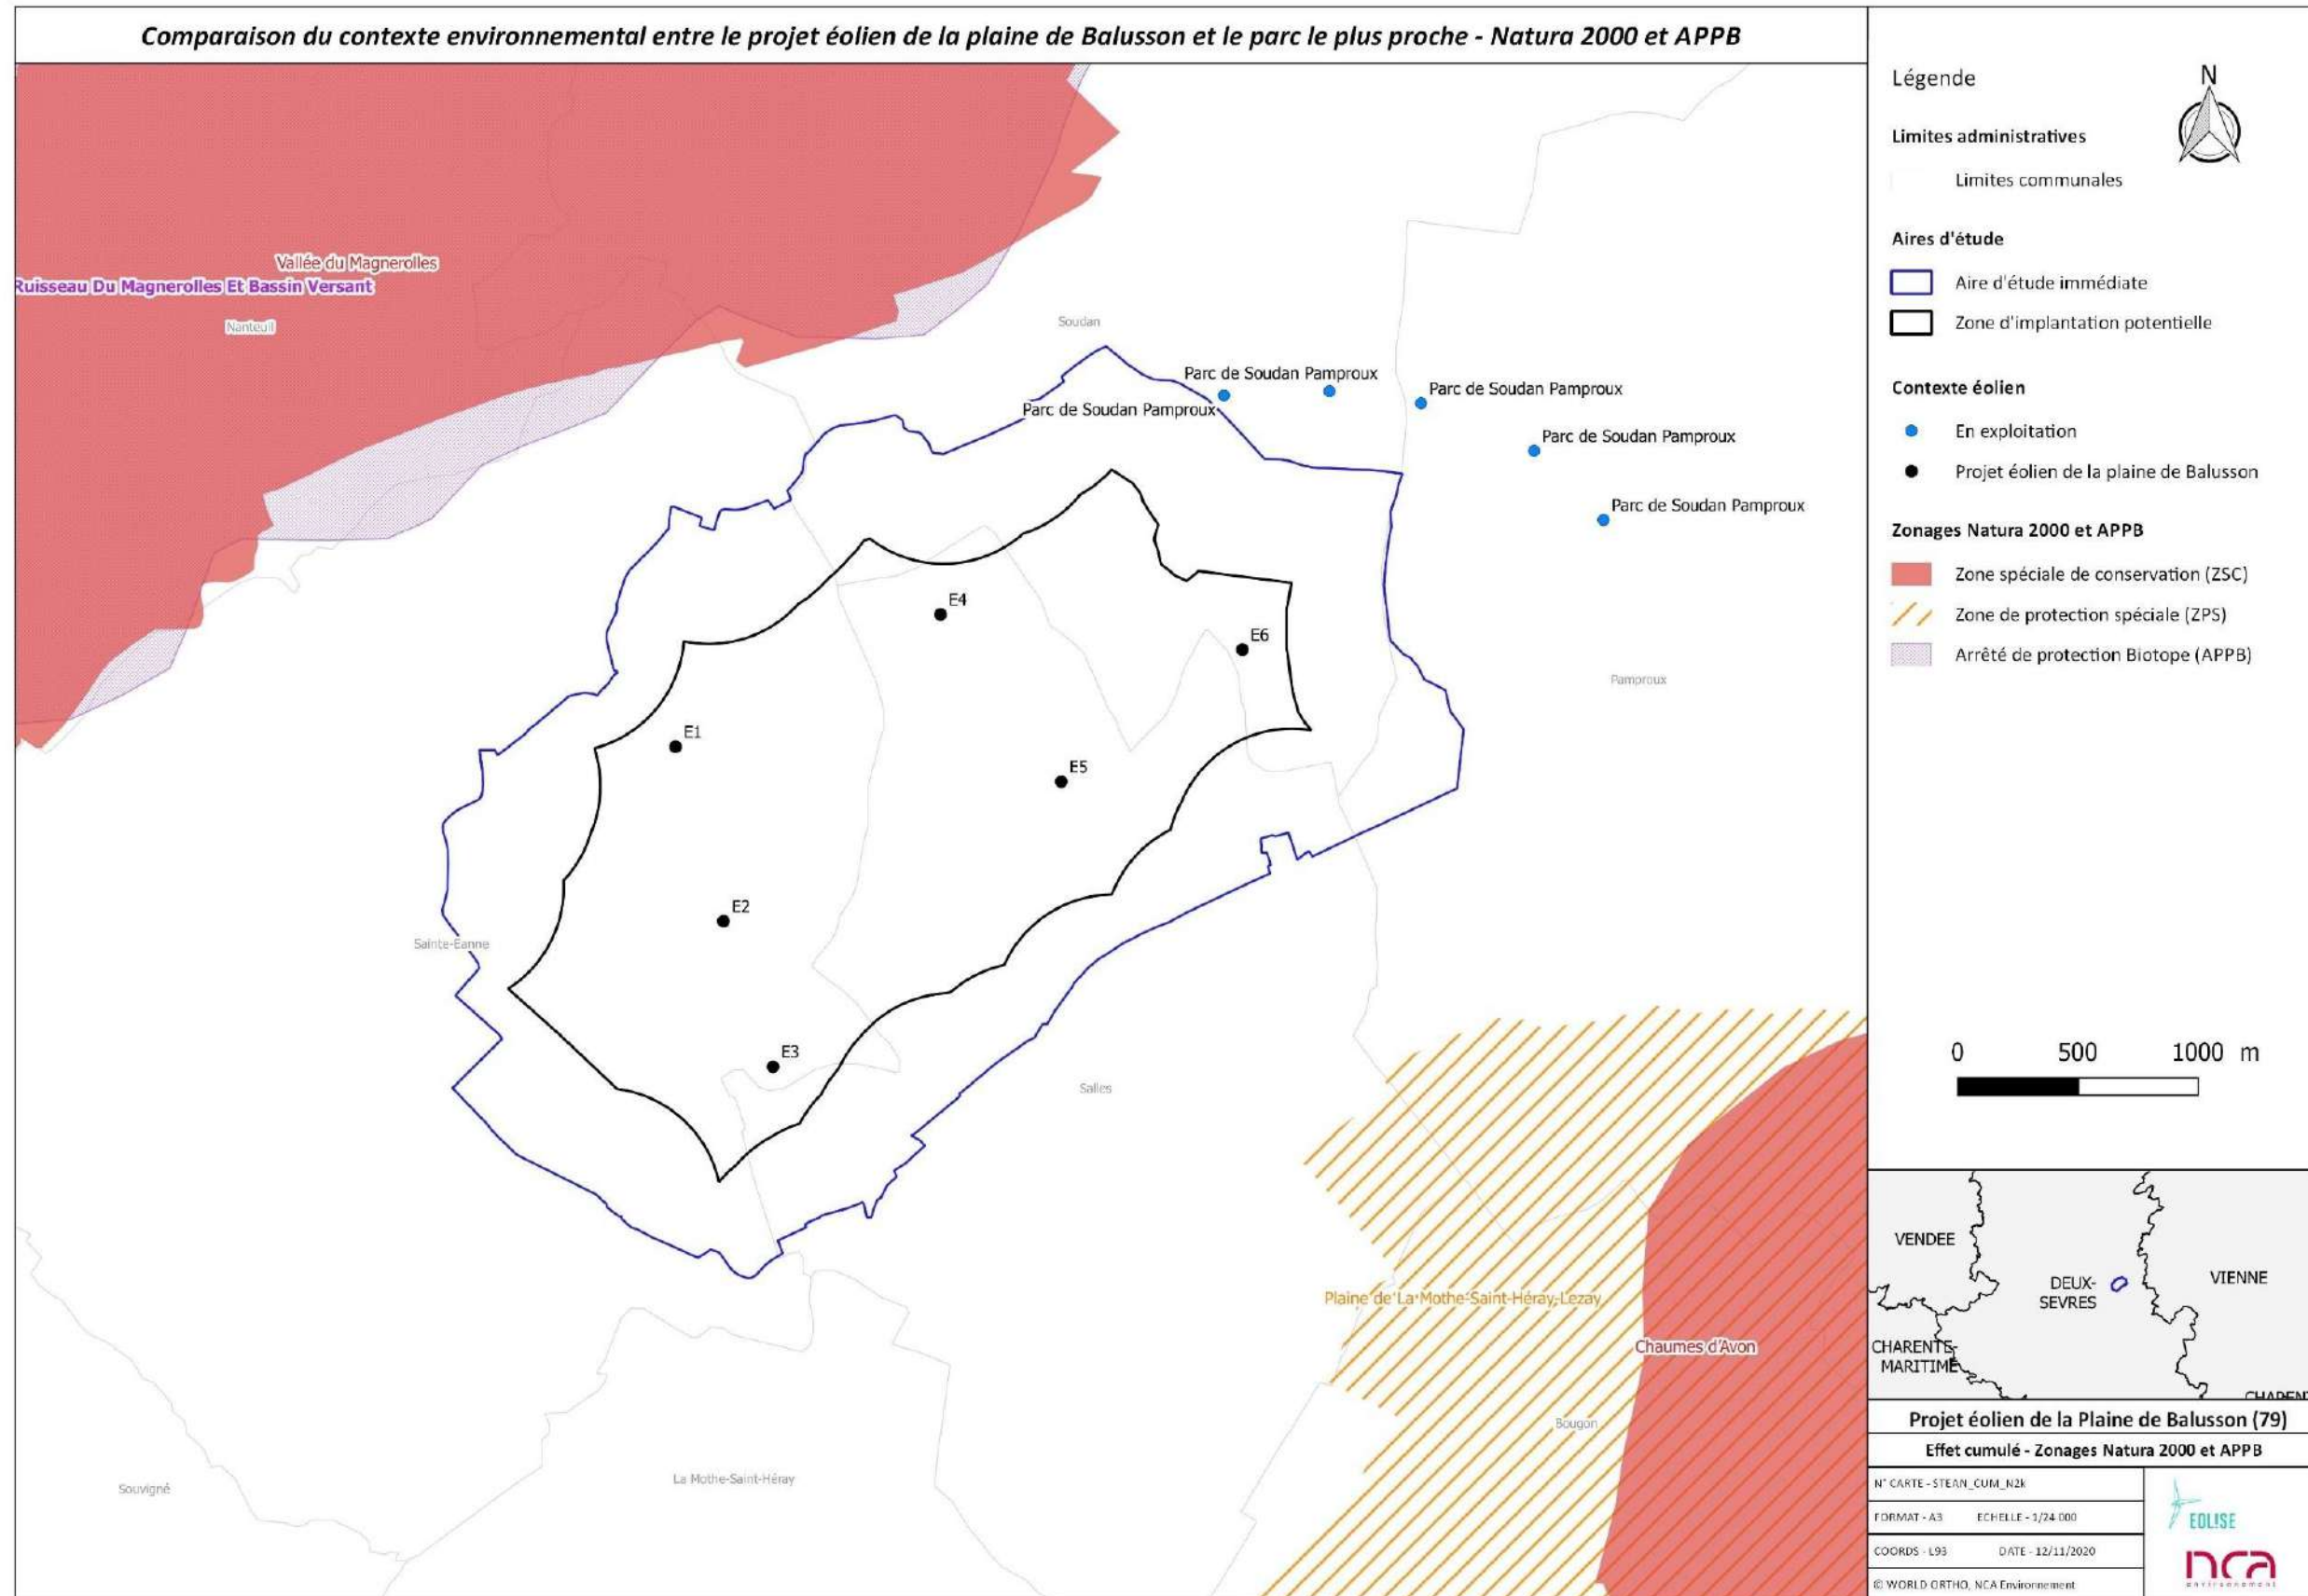 Comparaison du contexte environnemental entre le projet éolien de la plaine de Balusson et le parc le plus proche - Natura 2000 et APPB
Vallée du Magnerolles
Ruisseau Du Magnerolles Et Bassin Versant
Nanteuil
Soudan
Parc de Soudan Pamproux
Parc de Soudan Pamproux
Parc de Soudan Pamproux
Parc de Soudan Pamproux
Parc de Soudan Pamproux
E4
E6
Pamproux
E1
E5
E2
Sainte-Eanne
E3
Salles
Plaine de La Mothe-Saint-Héray-Lezay
Chaumes d'Avon
Bougon
La Mothe-Saint-Héray
Souvigné
Légende
N
Limites administratives
Limites communales
Aires d'étude
Aire d'étude immédiate
Zone d'implantation potentielle
Contexte éolien
En exploitation
Projet éolien de la plaine de Balusson
Zonages Natura 2000 et APPB
Zone spéciale de conservation (ZSC)
Zone de protection spéciale (ZPS)
Arrêté de protection Biotope (APPB)
0 500 1000 m
VENDEE
DEUX-
SEVRES
VIENNE
CHARENTE-
MARITIME
CHAREN
Projet éolien de la Plaine de Balusson (79)
Effet cumulé - Zonages Natura 2000 et APPB
N° CARTE - STEAN_CUM_N2k
FORMAT - A3 ECHELLE - 1/24 000
COORDS - L93 DATE - 12/11/2020
© WORLD ORTHO, NCA Environnement
EOL!SE
nca
environnement